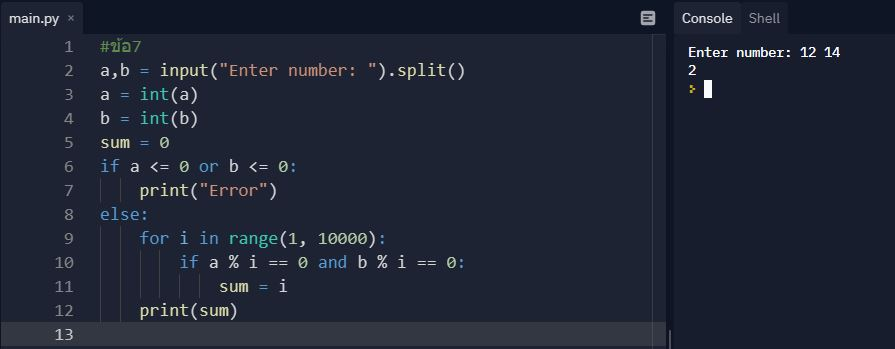 main.py ×
Console Shell
1 #ข้อ7
2 a,b = input("Enter number: ").split()
3 a = int(a)
4 b = int(b)
5 sum = 0
6 if a <= 0 or b <= 0:
7     print("Error")
8 else:
9     for i in range(1, 10000):
10         if a % i == 0 and b % i == 0:
11             sum = i
12     print(sum)
13
Enter number: 12 14
2